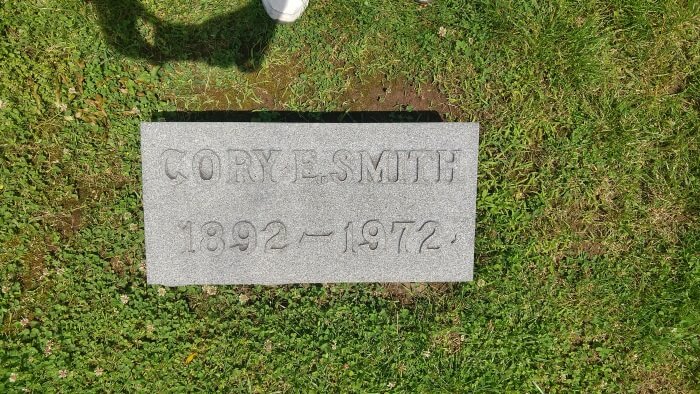 CORY E. SMITH
1892 — 1972